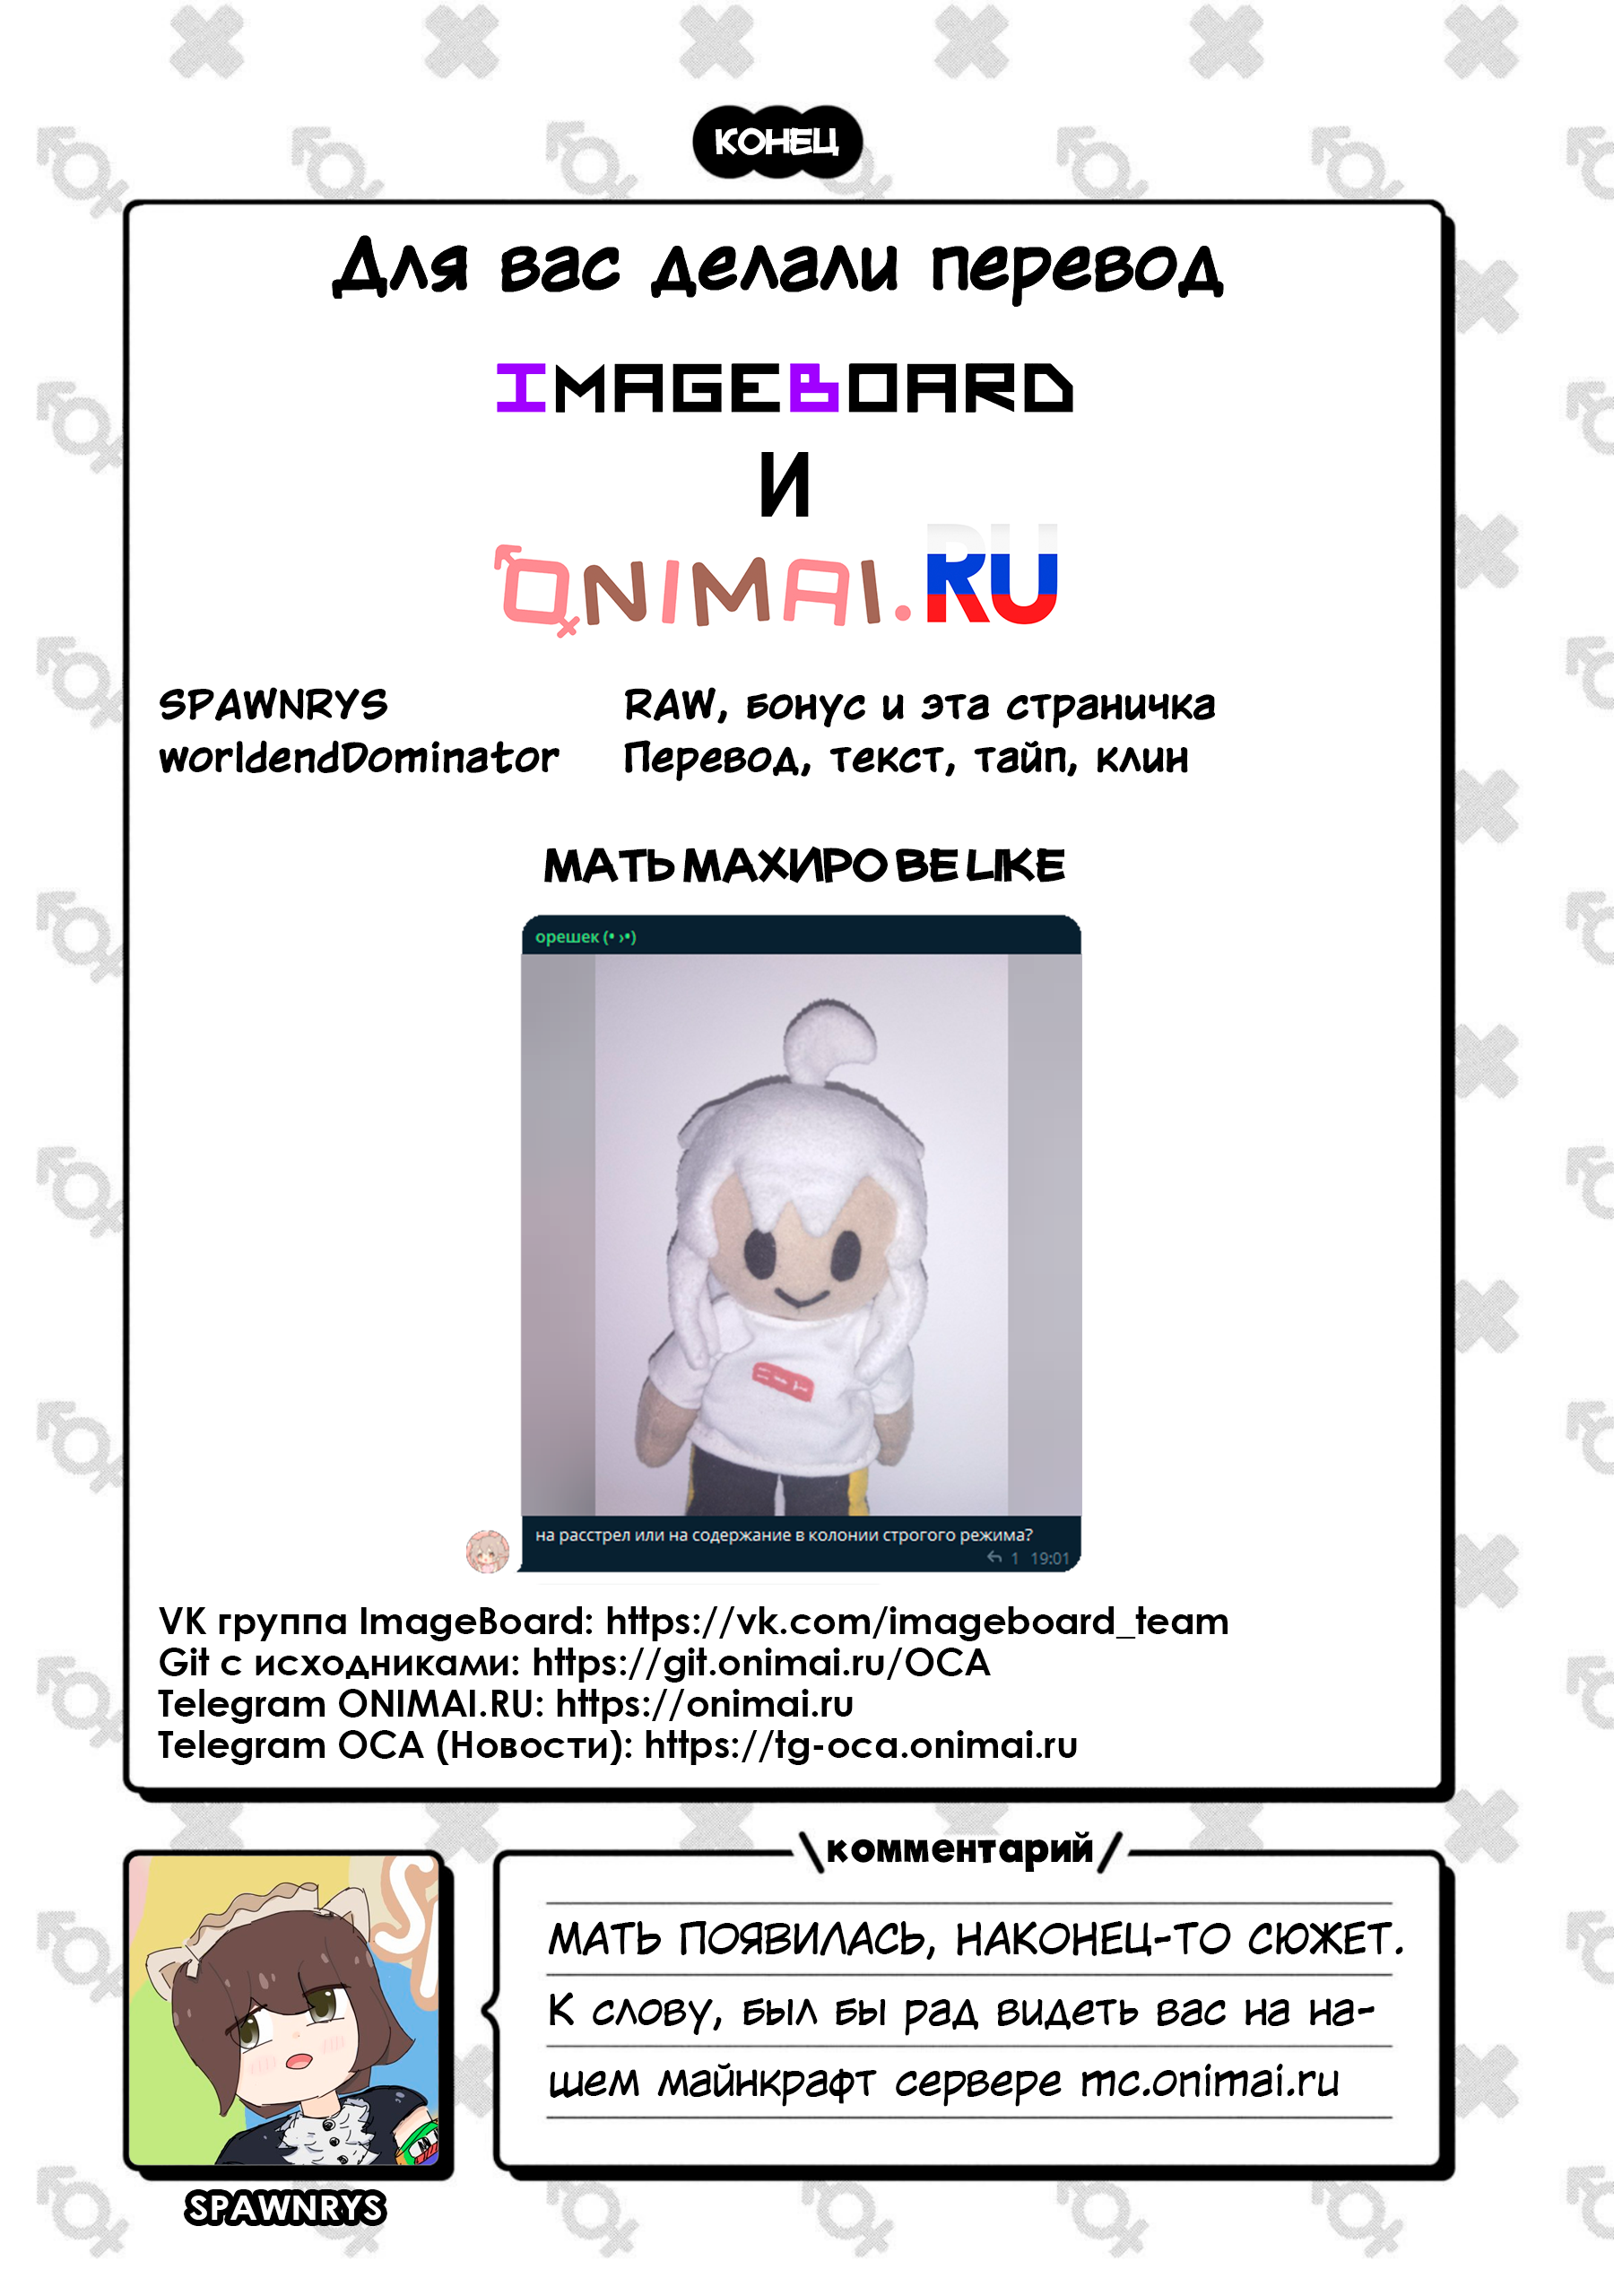 КОНЕЦ
Для вас делали перевод
IMAGEBOARD
И
ONIMAI.RU
SPAWNRYS RAW, бонус и эта страничка
worldendDominator Перевод, текст, тайп, клин
МАТЬ МАХИРО BE LIKE
орешек (• ›•)
на расстрел или на содержание в колонии строгого режима?
1 19:01
VK группа ImageBoard: https://vk.com/imageboard_team
Git с исходниками: https://git.onimai.ru/OCA
Telegram ONIMAI.RU: https://onimai.ru
Telegram OCA (Новости): https://tg-oca.onimai.ru
\комментарий/
МАТЬ ПОЯВИЛАСЬ, НАКОНЕЦ-ТО СЮЖЕТ.
К слову, был бы рад видеть вас на на-
шем майнкрафт сервере mc.onimai.ru
SPAWNRYS